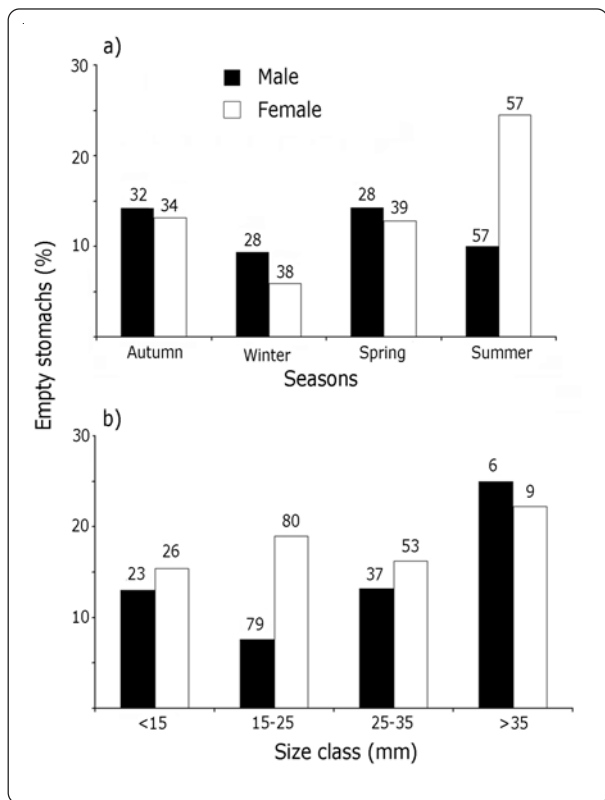 a)
30
20
10
Male
Female
32 34 28 38 28 39 57 57
Autumn Winter Spring Summer
Seasons
Empty stomachs (%)
b)
30
20
10
23 26 79 80 37 53 6 9
<15 15-25 25-35 >35
Size class (mm)